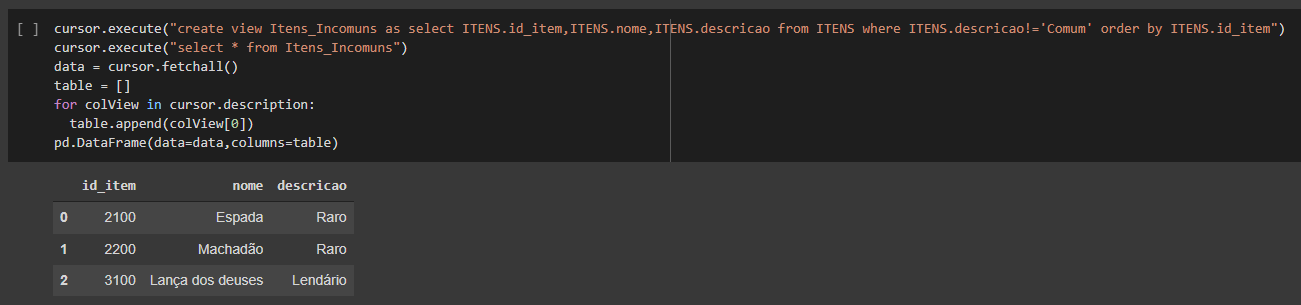 [ ] cursor.execute("create view Itens_Incomuns as select ITENS.id_item,ITENS.nome,ITENS.descricao from ITENS where ITENS.descricao!='Comum' order by ITENS.id_item")
cursor.execute("select * from Itens_Incomuns")
data = cursor.fetchall()
table = []
for colView in cursor.description:
  table.append(colView[0])
pd.DataFrame(data=data,columns=table)
id_item nome descricao
0 2100 Espada Raro
1 2200 Machadão Raro
2 3100 Lança dos deuses Lendário